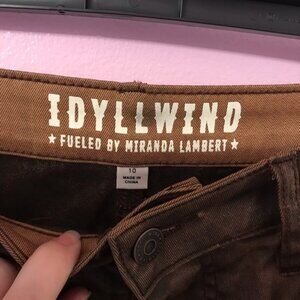 IDYLLWIND
★ FUELED BY MIRANDA LAMBERT ★
10
MADE IN
CHINA